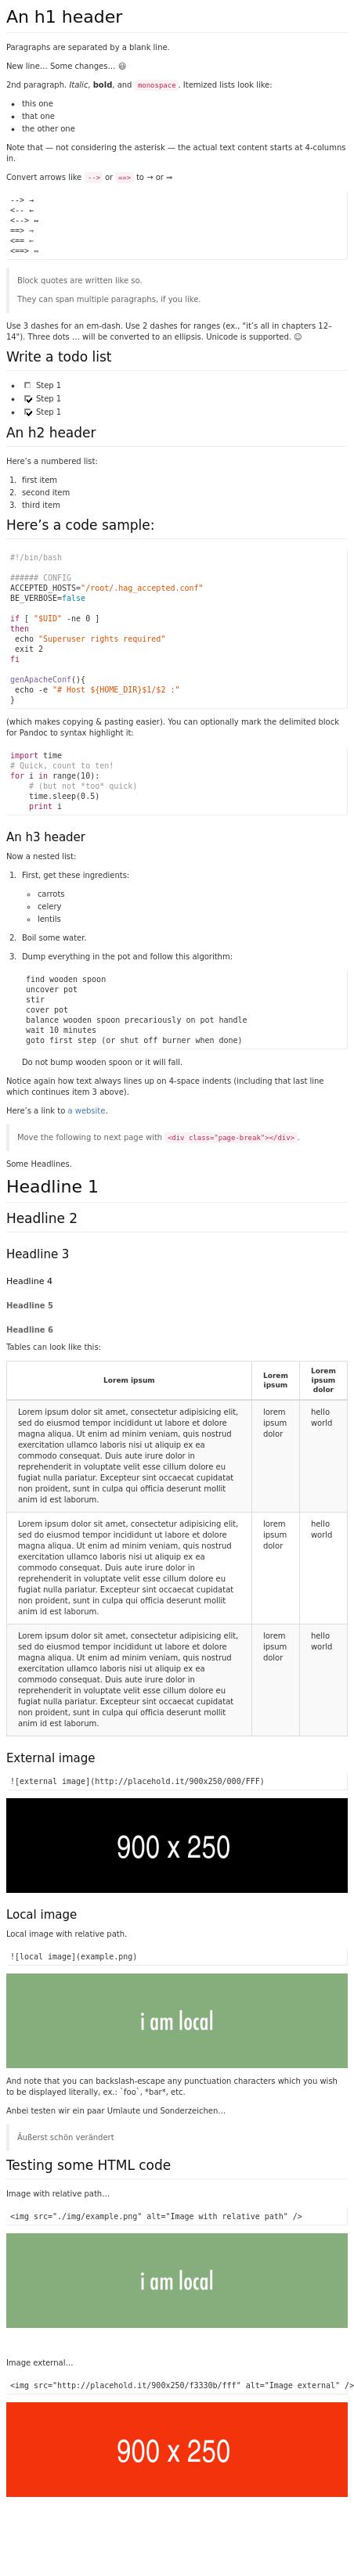 An h1 header
Paragraphs are separated by a blank line.
New line… Some changes… 😃
2nd paragraph. Italic, bold, and monospace. Itemized lists look like:
• this one
• that one
• the other one
Note that — not considering the asterisk — the actual text content starts at 4-columns
in.
Convert arrows like --> or ==> to → or ⇒
--> →
<-- ←
<--> ↔
==> ⇒
<== ⇐
<==> ⇔
Block quotes are written like so.
They can span multiple paragraphs, if you like.
Use 3 dashes for an em-dash. Use 2 dashes for ranges (ex., "it's all in chapters 12–
14"). Three dots … will be converted to an ellipsis. Unicode is supported. ☺
Write a todo list
• ☐ Step 1
• ☑ Step 1
• ☑ Step 1
An h2 header
Here's a numbered list:
1. first item
2. second item
3. third item
Here's a code sample:
#!/bin/bash
###### CONFIG
ACCEPTED_HOSTS="/root/.hag_accepted.conf"
BE_VERBOSE=false
if [ "$UID" -ne 0 ]
then
 echo "Superuser rights required"
 exit 2
fi
genApacheConf(){
 echo -e "# Host ${HOME_DIR}$1/$2 :"
}
(which makes copying & pasting easier). You can optionally mark the delimited block
for Pandoc to syntax highlight it:
import time
# Quick, count to ten!
for i in range(10):
    # (but not *too* quick)
    time.sleep(0.5)
    print i
An h3 header
Now a nested list:
1. First, get these ingredients:
◦ carrots
◦ celery
◦ lentils
2. Boil some water.
3. Dump everything in the pot and follow this algorithm:
find wooden spoon
uncover pot
stir
cover pot
balance wooden spoon precariously on pot handle
wait 10 minutes
goto first step (or shut off burner when done)
Do not bump wooden spoon or it will fall.
Notice again how text always lines up on 4-space indents (including that last line
which continues item 3 above).
Here's a link to a website.
Move the following to next page with <div class="page-break"></div>.
Some Headlines.
Headline 1
Headline 2
Headline 3
Headline 4
Headline 5
Headline 6
Tables can look like this:
Lorem ipsum
Lorem
ipsum
Lorem
ipsum
dolor
Lorem ipsum dolor sit amet, consectetur adipisicing elit,
sed do eiusmod tempor incididunt ut labore et dolore
magna aliqua. Ut enim ad minim veniam, quis nostrud
exercitation ullamco laboris nisi ut aliquip ex ea
commodo consequat. Duis aute irure dolor in
reprehenderit in voluptate velit esse cillum dolore eu
fugiat nulla pariatur. Excepteur sint occaecat cupidatat
non proident, sunt in culpa qui officia deserunt mollit
anim id est laborum.
lorem
ipsum
dolor
hello
world
Lorem ipsum dolor sit amet, consectetur adipisicing elit,
sed do eiusmod tempor incididunt ut labore et dolore
magna aliqua. Ut enim ad minim veniam, quis nostrud
exercitation ullamco laboris nisi ut aliquip ex ea
commodo consequat. Duis aute irure dolor in
reprehenderit in voluptate velit esse cillum dolore eu
fugiat nulla pariatur. Excepteur sint occaecat cupidatat
non proident, sunt in culpa qui officia deserunt mollit
anim id est laborum.
lorem
ipsum
dolor
hello
world
Lorem ipsum dolor sit amet, consectetur adipisicing elit,
sed do eiusmod tempor incididunt ut labore et dolore
magna aliqua. Ut enim ad minim veniam, quis nostrud
exercitation ullamco laboris nisi ut aliquip ex ea
commodo consequat. Duis aute irure dolor in
reprehenderit in voluptate velit esse cillum dolore eu
fugiat nulla pariatur. Excepteur sint occaecat cupidatat
non proident, sunt in culpa qui officia deserunt mollit
anim id est laborum.
lorem
ipsum
dolor
hello
world
External image
![external image](http://placehold.it/900x250/000/FFF)
900 x 250
Local image
Local image with relative path.
![local image](example.png)
i am local
And note that you can backslash-escape any punctuation characters which you wish
to be displayed literally, ex.: `foo`, *bar*, etc.
Anbei testen wir ein paar Umlaute und Sonderzeichen…
Äußerst schön verändert
Testing some HTML code
Image with relative path…
<img src="./img/example.png" alt="Image with relative path" />
i am local
Image external…
<img src="http://placehold.it/900x250/f3330b/fff" alt="Image external" />
900 x 250